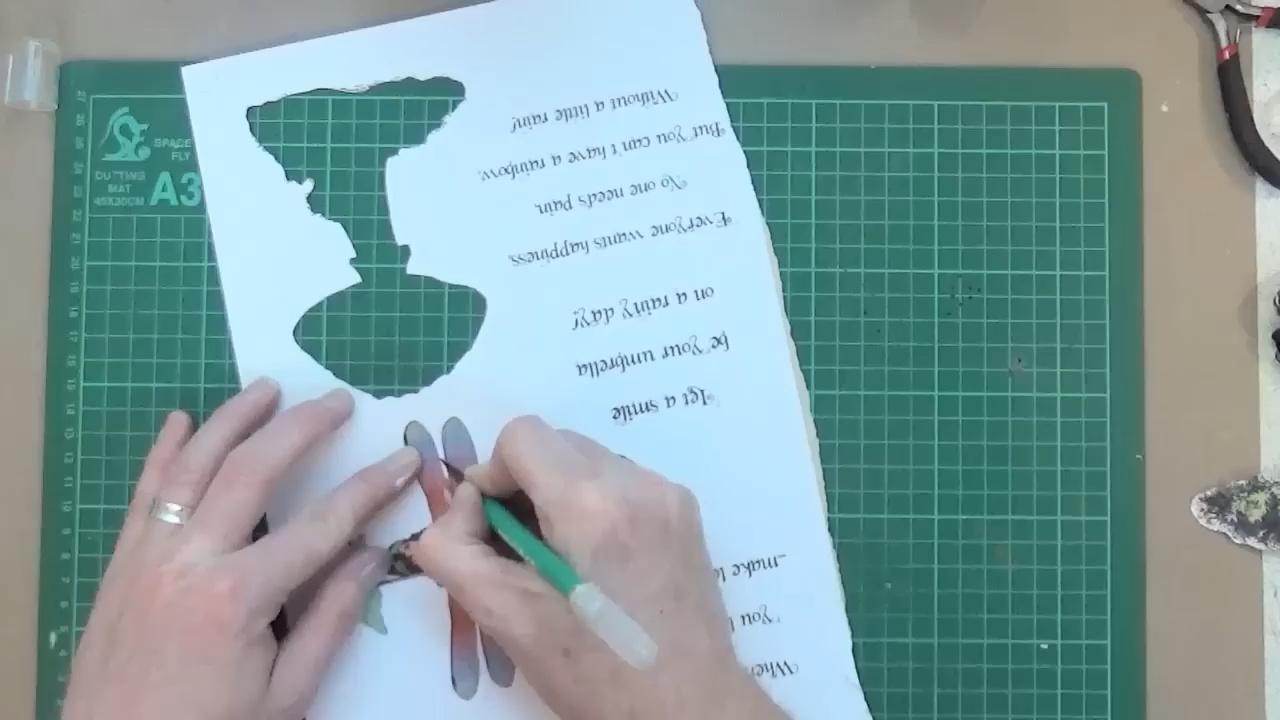 You
...make
Let a smile
be your umbrella,
on a rainy day!
Everyone wants happiness.
No one needs pain.
But you can't have a rainbow,
Without a little rain!
SPACE
FLY
CUTTING
MAT
45X30CM
A3